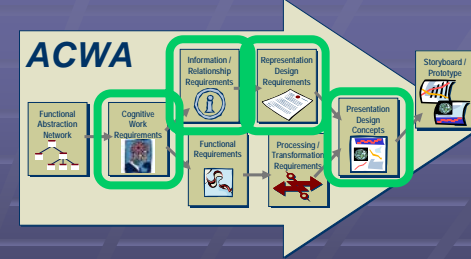 ACWA
Functional
Abstraction
Network
Cognitive
Work
Requirements
Information /
Relationship
Requirements
Representation
Design
Requirements
Functional
Requirements
Processing /
Transformation
Requirements
Presentation
Design
Concepts
Storyboard /
Prototype